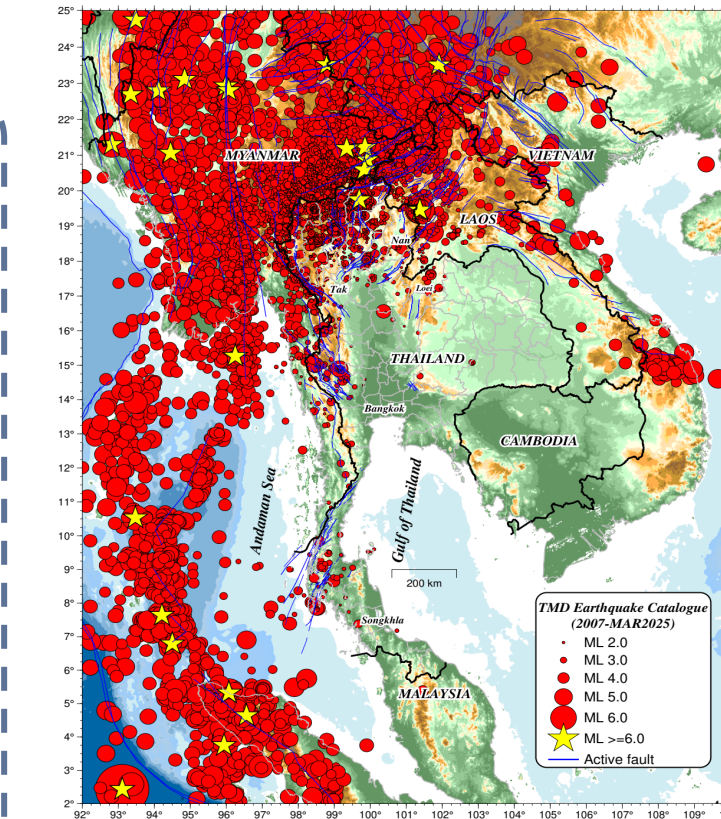 25°
24°
23°
22°
21°
20°
19°
18°
17°
16°
15°
14°
13°
12°
11°
10°
9°
8°
7°
6°
5°
4°
3°
2°
MYANMAR
VIETNAM
LAOS
Nan
Tak
Loei
THAILAND
Bangkok
CAMBODIA
Andaman Sea
Gulf of Thailand
200 km
Songkhla
MALAYSIA
TMD Earthquake Catalogue
(2007-MAR2025)
ML 2.0
ML 3.0
ML 4.0
ML 5.0
ML 6.0
ML >=6.0
Active fault
92° 93° 94° 95° 96° 97° 98° 99° 100° 101° 102° 103° 104° 105° 106° 107° 108° 109°